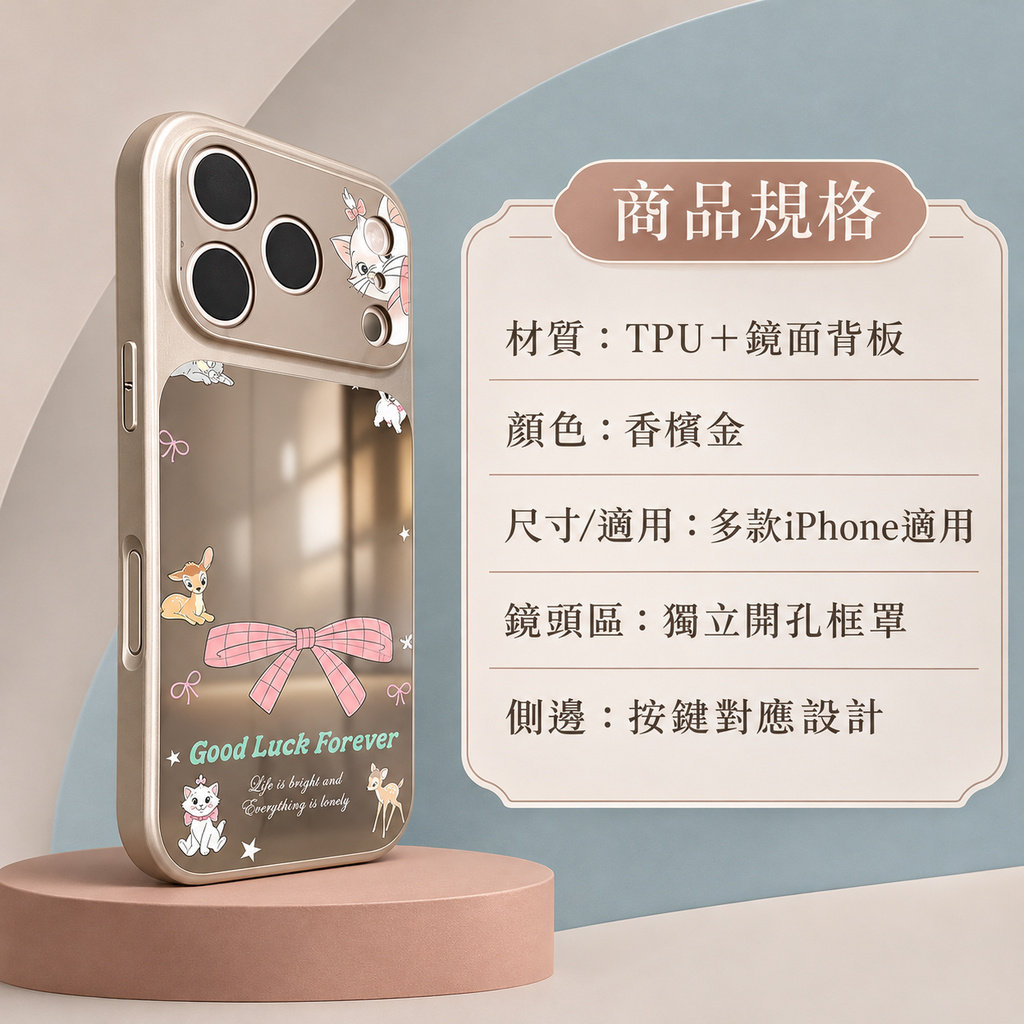 商品規格
材質：TPU＋鏡面背板
顏色：香檳金
尺寸/適用：多款iPhone適用
鏡頭區：獨立開孔框罩
側邊：按鍵對應設計
Good Luck Forever
Life is bright and
Everything is lonely